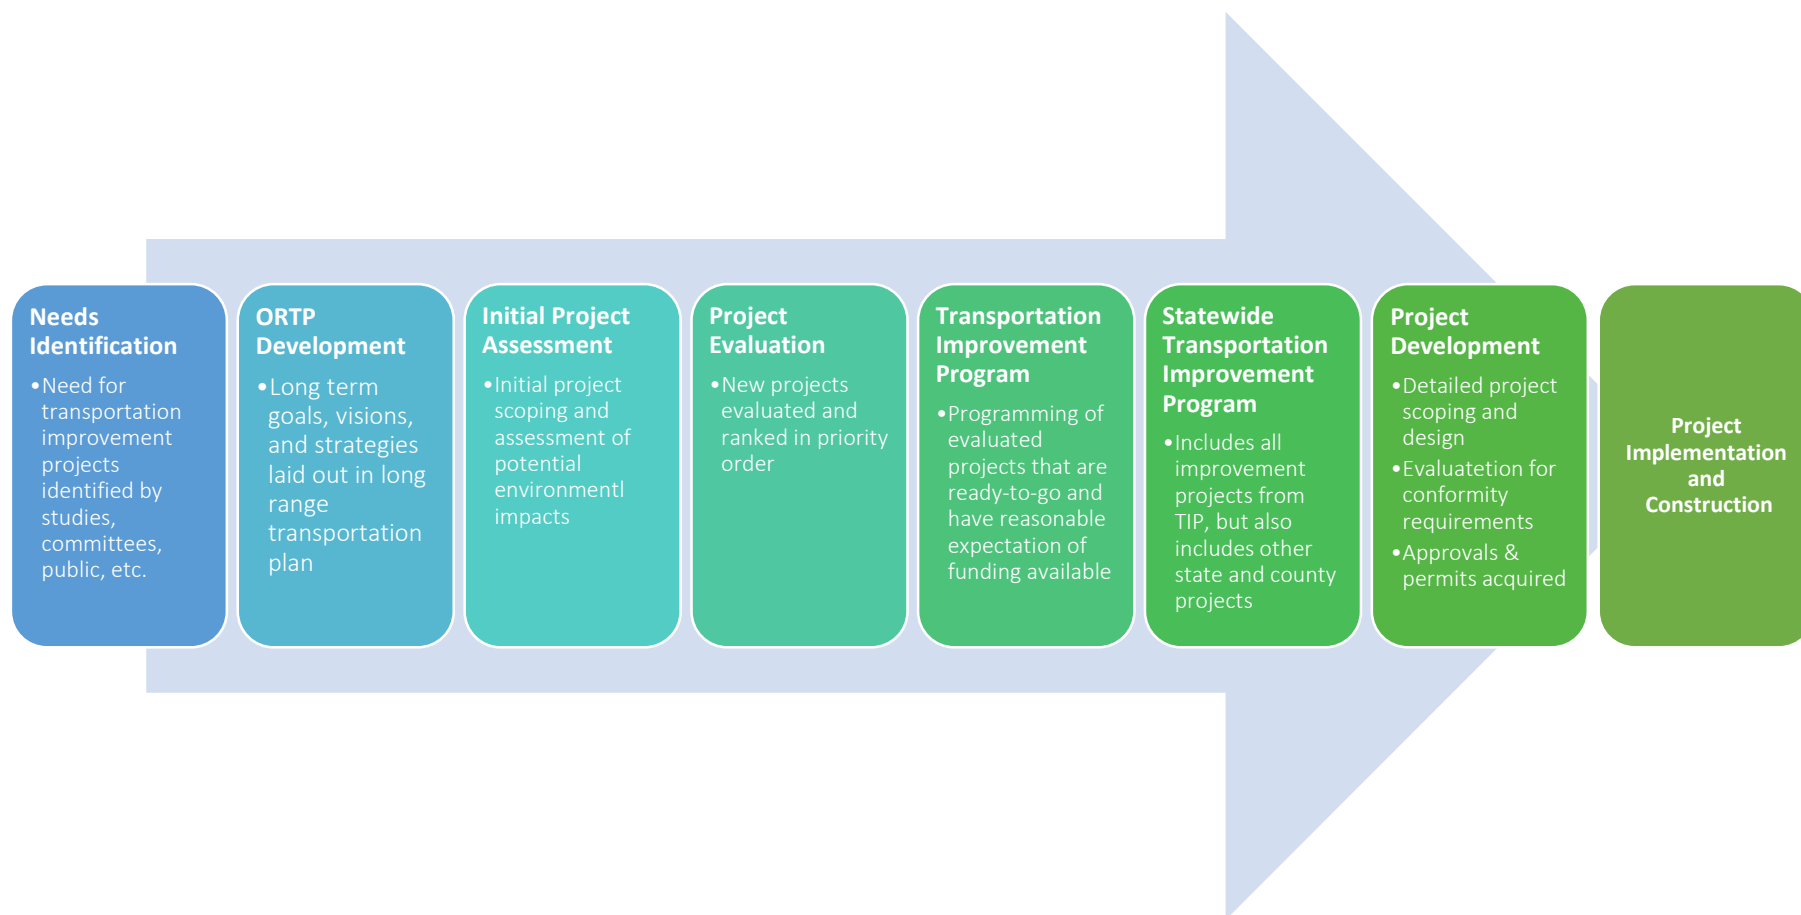 Needs
Identification
•Need for
transportation
improvement
projects
identified by
studies,
committees,
public, etc.
ORTP
Development
•Long term
goals, visions,
and strategies
laid out in long
range
transportation
plan
Initial Project
Assessment
•Initial project
scoping and
assessment of
potential
environmentl
impacts
Project
Evaluation
•New projects
evaluated and
ranked in priority
order
Transportation
Improvement
Program
•Programming of
evaluated
projects that are
ready-to-go and
have reasonable
expectation of
funding available
Statewide
Transportation
Improvement
Program
•Includes all
improvement
projects from
TIP, but also
includes other
state and county
projects
Project
Development
•Detailed project
scoping and
design
•Evaluatetion for
conformity
requirements
•Approvals &
permits acquired
Project
Implementation
and
Construction